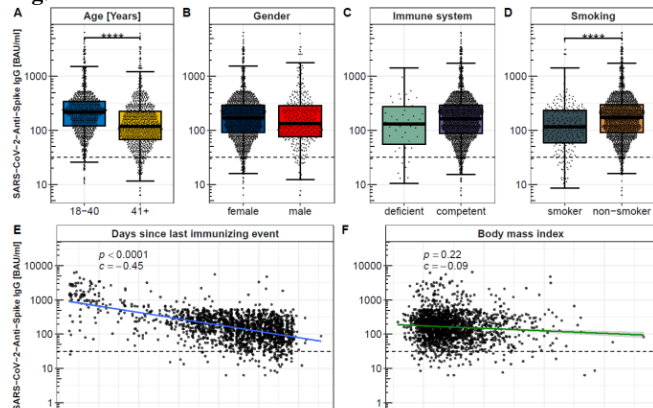 A Age [Years] B Gender C Immune system D Smoking
**** ****
SARS-CoV-2-Anti-Spike IgG [BAU/ml]
1000 1000 1000 1000
100 100 100 100
10 10 10 10
18-40 41+ female male deficient competent smoker non-smoker
E Days since last immunizing event F Body mass index
p < 0.0001 p = 0.22
c = -0.45 c = -0.09
SARS-CoV-2-Anti-Spike IgG [BAU/ml]
10000 10000
1000 1000
100 100
10 10
1 1